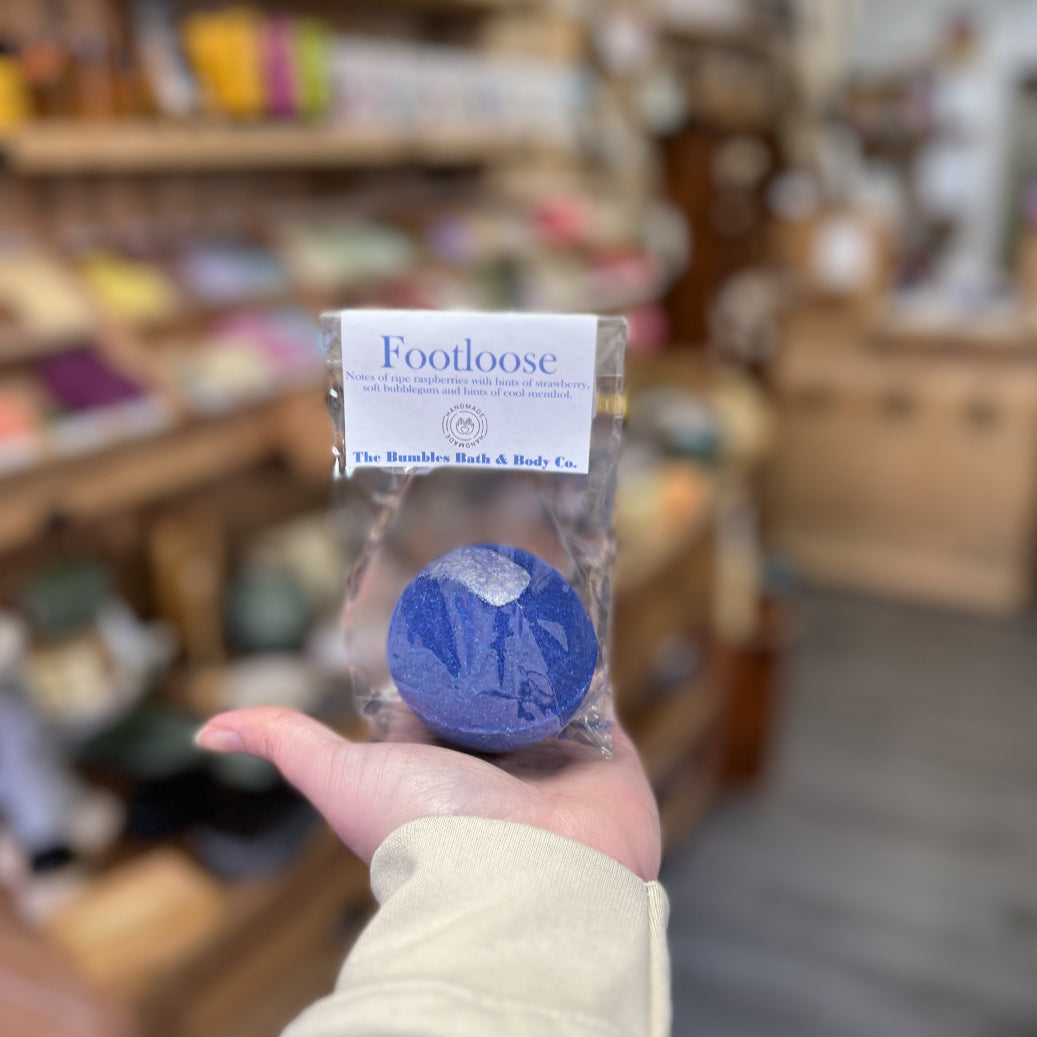 Footloose
Notes of ripe raspberries with hints of strawberry,
soft bubblegum and hints of cool menthol.
HANDMADE
HANDMADE
The Bumbles Bath & Body Co.